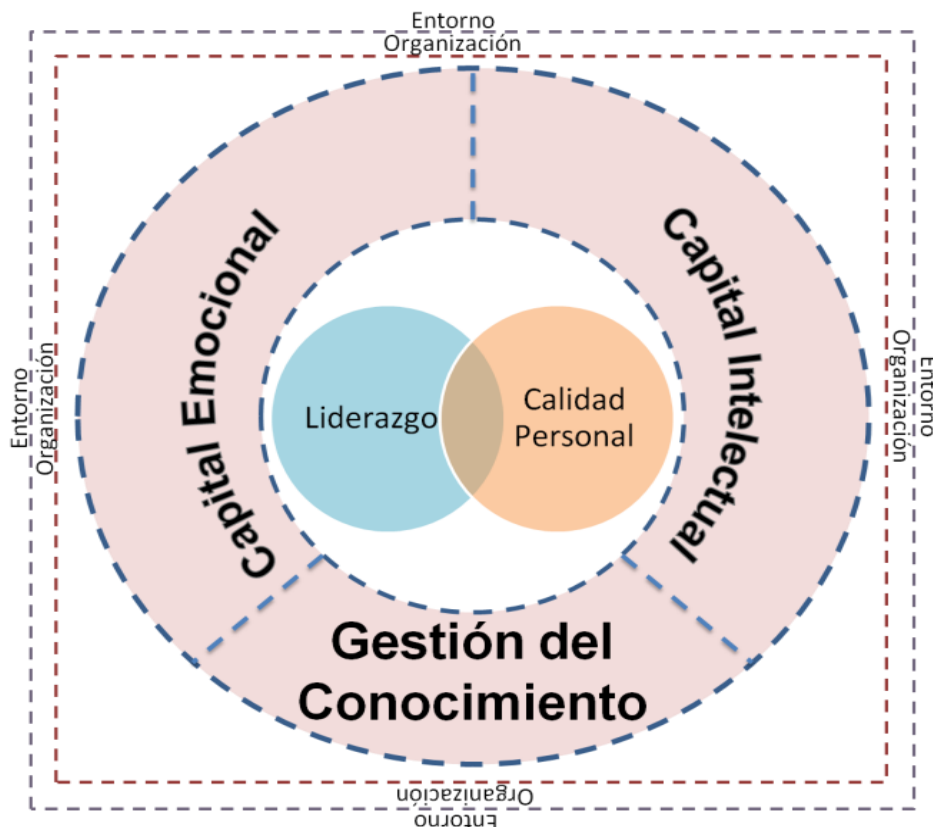 Entorno
Organización
Capital Emocional
Capital Intelectual
Entorno
Organización
Liderazgo
Calidad
Personal
Organización
Entorno
Gestión del
Conocimiento
Organización
Entorno